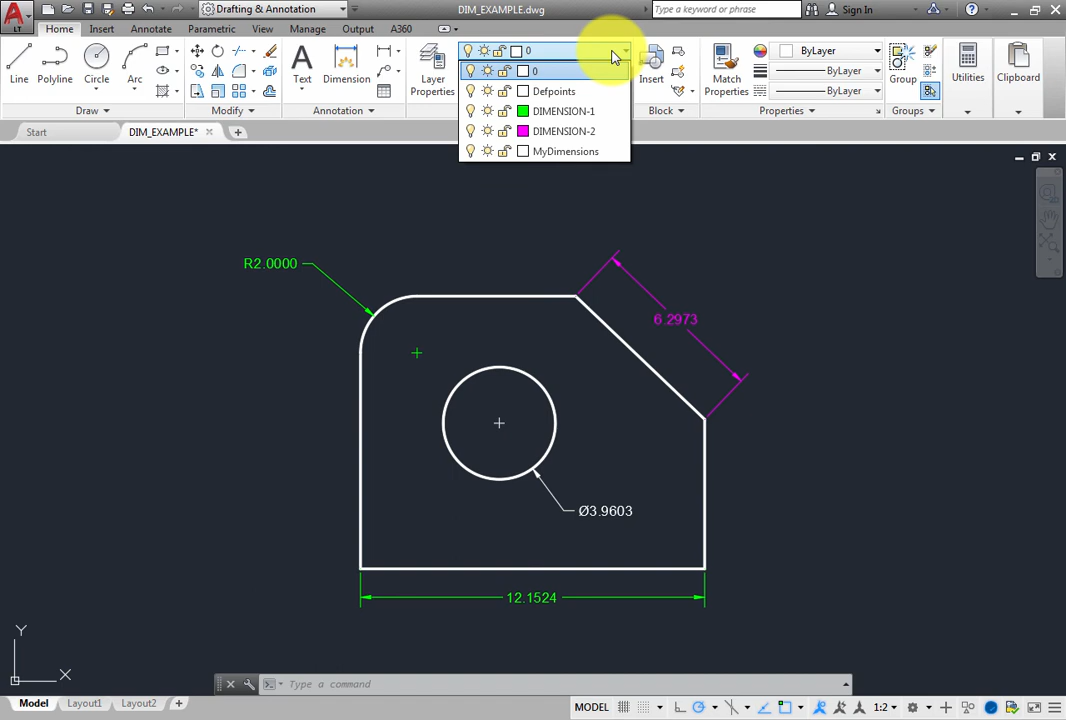 Drafting & Annotation
DIM_EXAMPLE.dwg
Type a keyword or phrase
Sign In
LT
Home
Insert
Annotate
Parametric
View
Manage
Output
A360
Line
Polyline
Circle
Arc
Text
Dimension
Layer
Properties
0
Insert
Match
Properties
ByLayer
ByLayer
ByLayer
Group
Utilities
Clipboard
Draw
Modify
Annotation
Block
Properties
Groups
0
Defpoints
DIMENSION-1
DIMENSION-2
MyDimensions
Start
DIM_EXAMPLE*
R2.0000
6.2973
Ø3.9603
12.1524
Y
X
Type a command
Model
Layout1
Layout2
MODEL
1:2